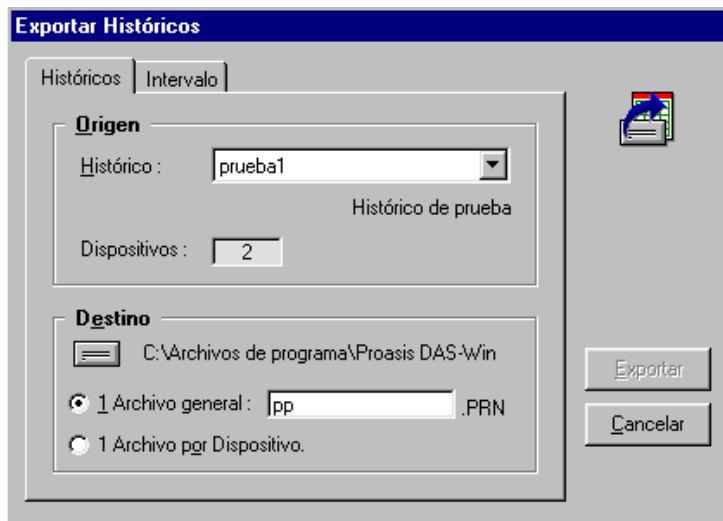 Exportar Históricos
Históricos Intervalo
Origen
Histórico : prueba1
Histórico de prueba
Dispositivos : 2
Destino
C:\Archivos de programa\Proasis DAS-Win
1 Archivo general : pp .PRN
1 Archivo por Dispositivo.
Exportar
Cancelar